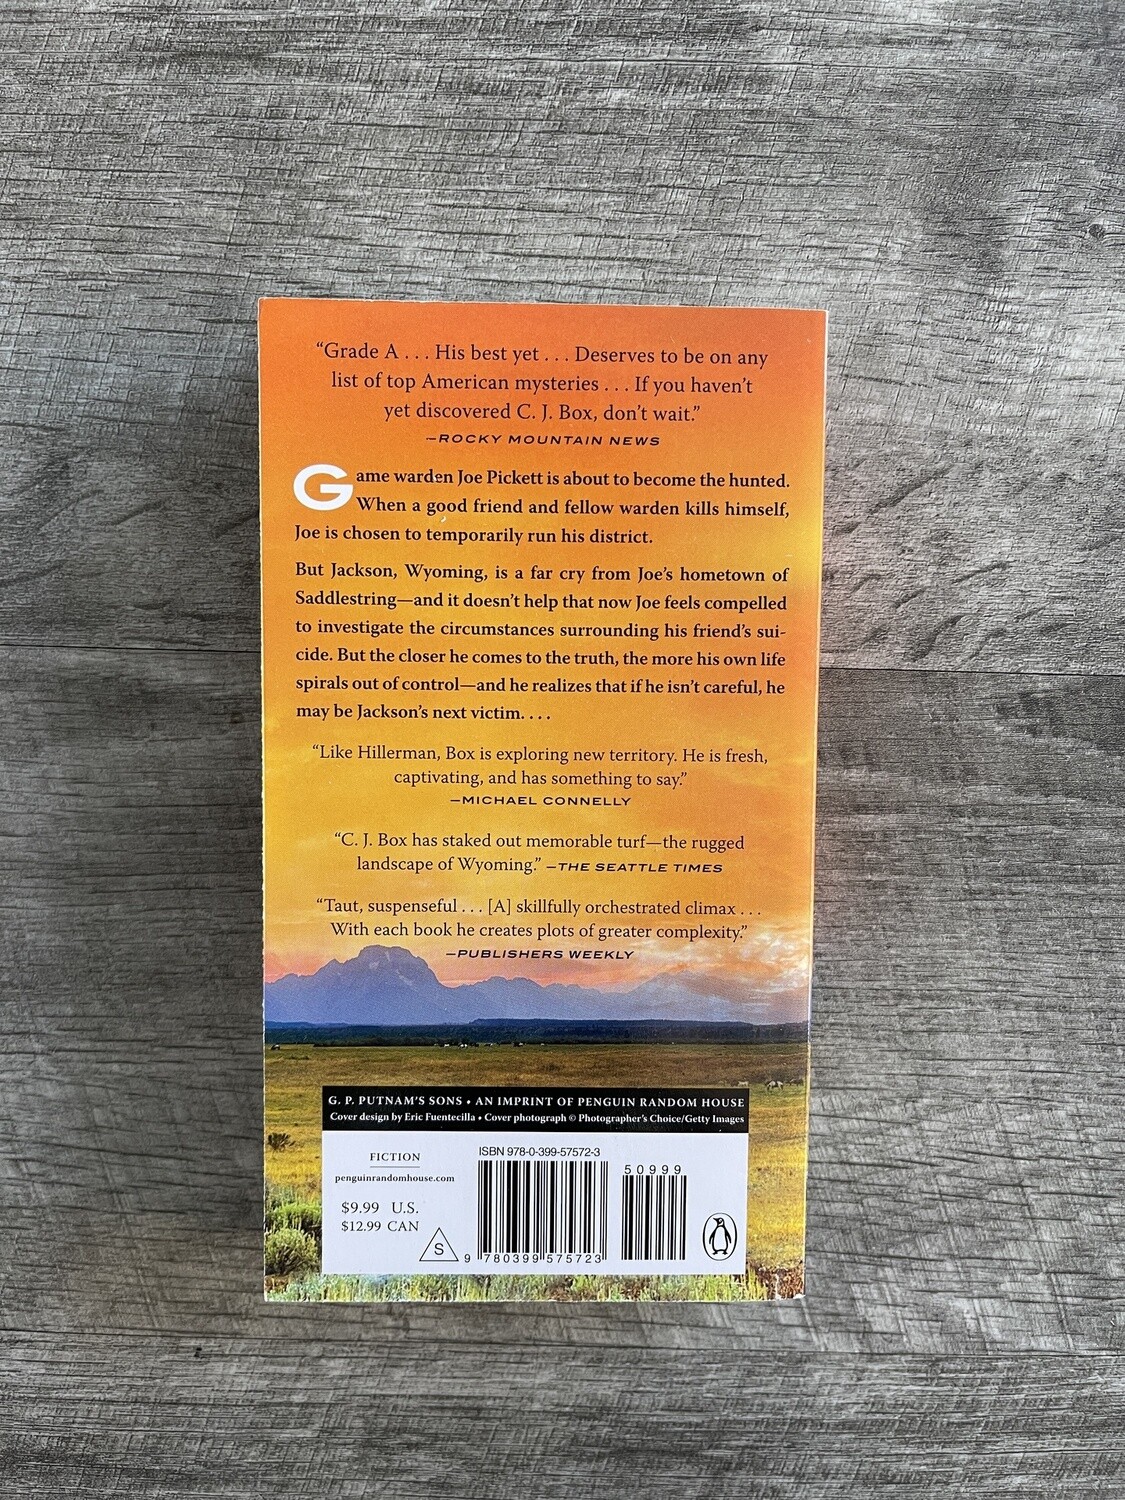 “Grade A . . . His best yet . . . Deserves to be on any
list of top American mysteries . . . If you haven’t
yet discovered C. J. Box, don’t wait.”
—ROCKY MOUNTAIN NEWS
Game warden Joe Pickett is about to become the hunted.
When a good friend and fellow warden kills himself,
Joe is chosen to temporarily run his district.
But Jackson, Wyoming, is a far cry from Joe’s hometown of
Saddlestring—and it doesn’t help that now Joe feels compelled
to investigate the circumstances surrounding his friend’s sui-
cide. But the closer he comes to the truth, the more his own life
spirals out of control—and he realizes that if he isn’t careful, he
may be Jackson’s next victim. . . .
“Like Hillerman, Box is exploring new territory. He is fresh,
captivating, and has something to say.”
—MICHAEL CONNELLY
“C. J. Box has staked out memorable turf—the rugged
landscape of Wyoming.” —THE SEATTLE TIMES
“Taut, suspenseful . . . [A] skillfully orchestrated climax . . .
With each book he creates plots of greater complexity.”
—PUBLISHERS WEEKLY
G. P. PUTNAM’S SONS • AN IMPRINT OF PENGUIN RANDOM HOUSE
Cover design by Eric Fuentecilla • Cover photograph © Photographer’s Choice/Getty Images
FICTION
penguinrandomhouse.com
$9.99 U.S.
$12.99 CAN
S
ISBN 978-0-399-57572-3
9 780399 575723
50999